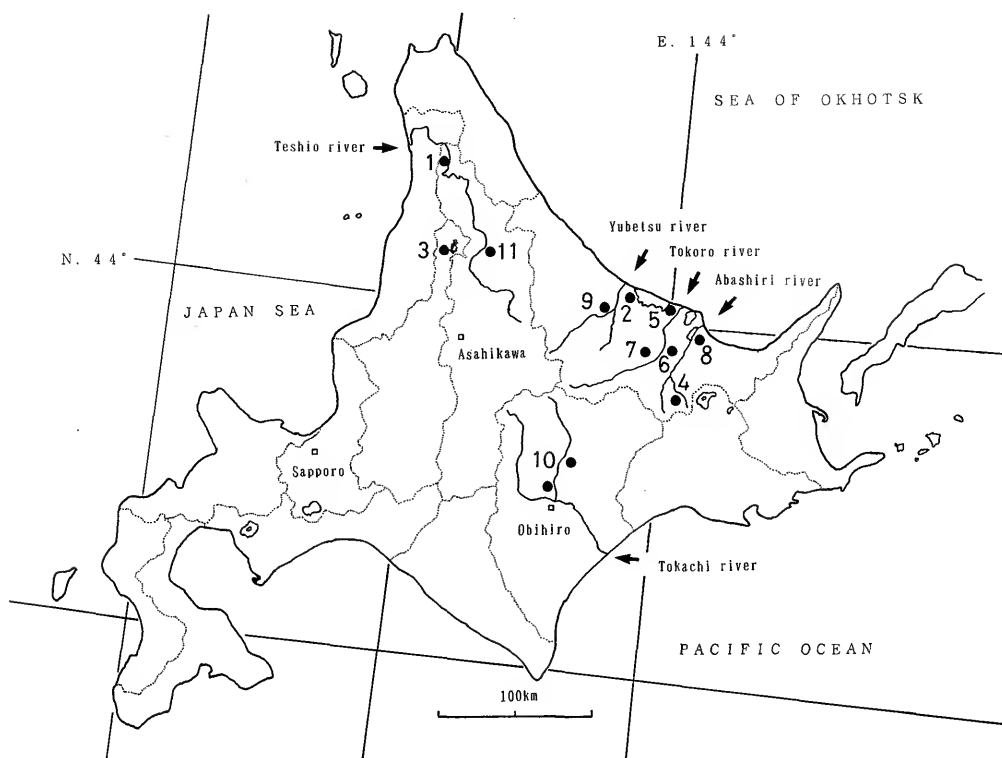 E. 144°
SEA OF OKHOTSK
Teshio river
1
Yubetsu river
Tokoro river
3
11
N. 44°
Abashiri river
JAPAN SEA
9
2
5
Asahikawa
7
6
8
4
10
Sapporo
Obihiro
Tokachi river
PACIFIC OCEAN
100km